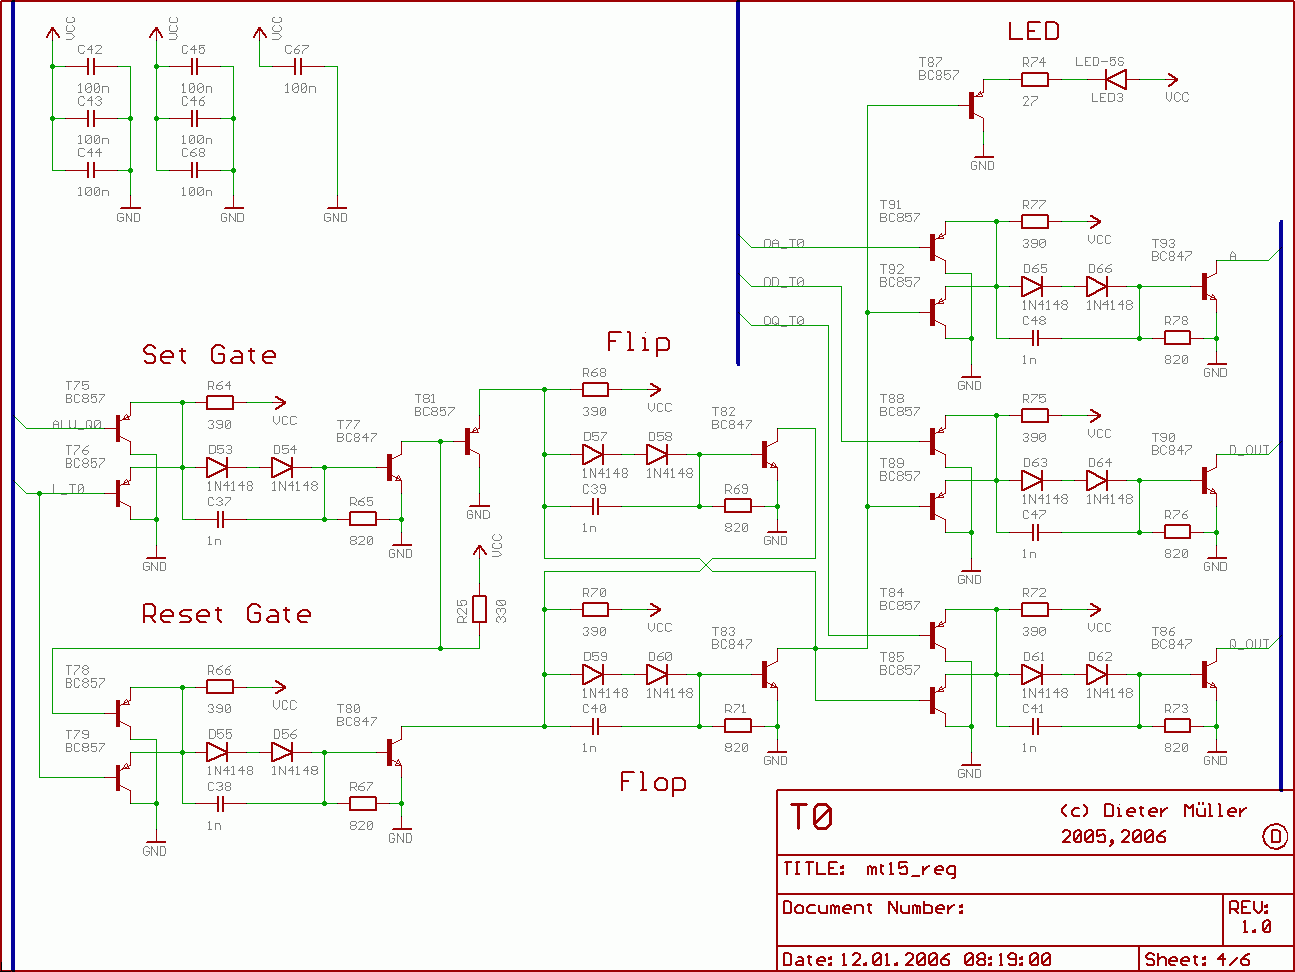 VCC
VCC
VCC
C42
100n
C43
100n
C44
100n
GND
C45
100n
C46
100n
C68
100n
GND
C67
100n
GND
LED
T87
BC857
R74
27
LED-5S
LED3
VCC
GND
Set Gate
T75
BC857
ALU_Q0
T76
BC857
L_T0
R64
390
VCC
D53
1N4148
D54
1N4148
C37
1n
T77
BC847
R65
820
GND
GND
T81
BC857
GND
VCC
R25
330
Flip
R68
390
VCC
D57
1N4148
D58
1N4148
C39
1n
T82
BC847
R69
820
GND
Reset Gate
T78
BC857
T79
BC857
R66
390
VCC
D55
1N4148
D56
1N4148
C38
1n
T80
BC847
R67
820
GND
GND
R70
390
VCC
D59
1N4148
D60
1N4148
C40
1n
T83
BC847
R71
820
GND
Flop
OA_T0
OD_T0
OQ_T0
T91
BC857
T92
BC857
R77
390
VCC
D65
1N4148
D66
1N4148
C48
1n
T93
BC847
A
R78
820
GND
GND
T88
BC857
T89
BC857
R75
390
VCC
D63
1N4148
D64
1N4148
C47
1n
T90
BC847
D_OUT
R76
820
GND
GND
T84
BC857
T85
BC857
R72
390
VCC
D61
1N4148
D62
1N4148
C41
1n
T86
BC847
Q_OUT
R73
820
GND
GND
T0
(c) Dieter Müller
2005,2006
D
TITLE: mt15_reg
Document Number:
REV:
1.0
Date: 12.01.2006 08:19:00
Sheet: 4/6